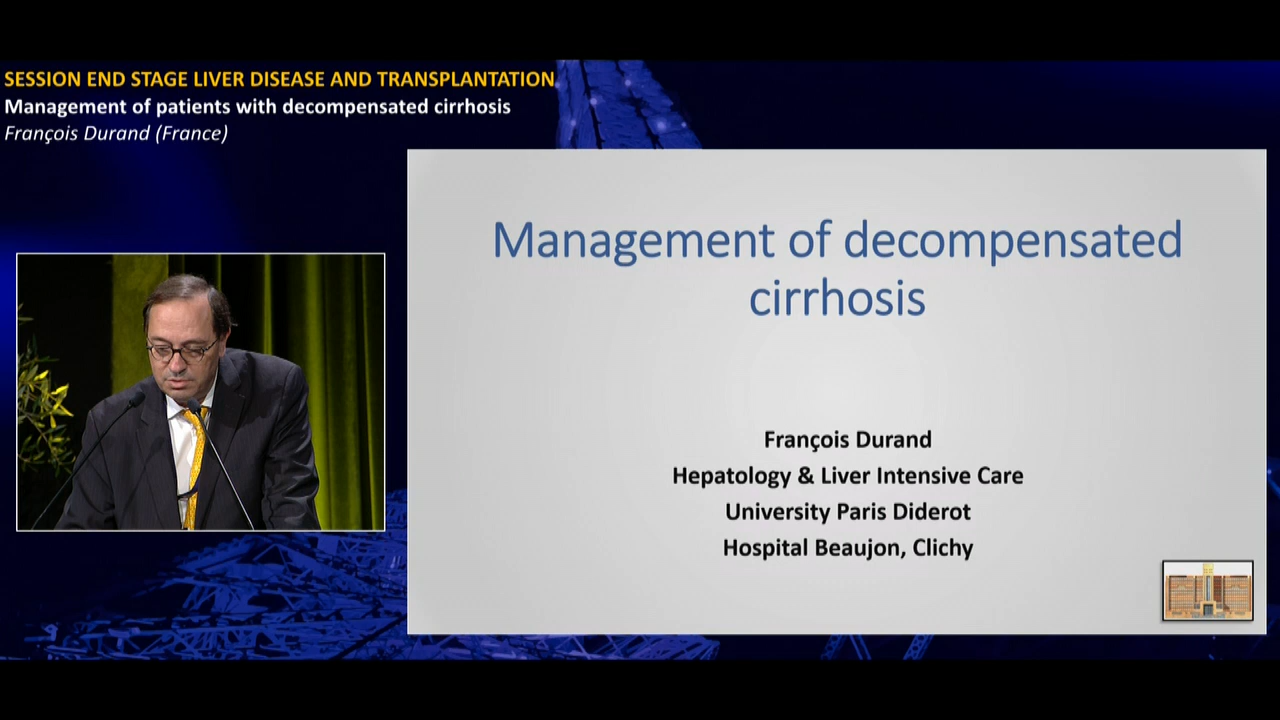 SESSION END STAGE LIVER DISEASE AND TRANSPLANTATION
Management of patients with decompensated cirrhosis
François Durand (France)
Management of decompensated
cirrhosis
François Durand
Hepatology & Liver Intensive Care
University Paris Diderot
Hospital Beaujon, Clichy